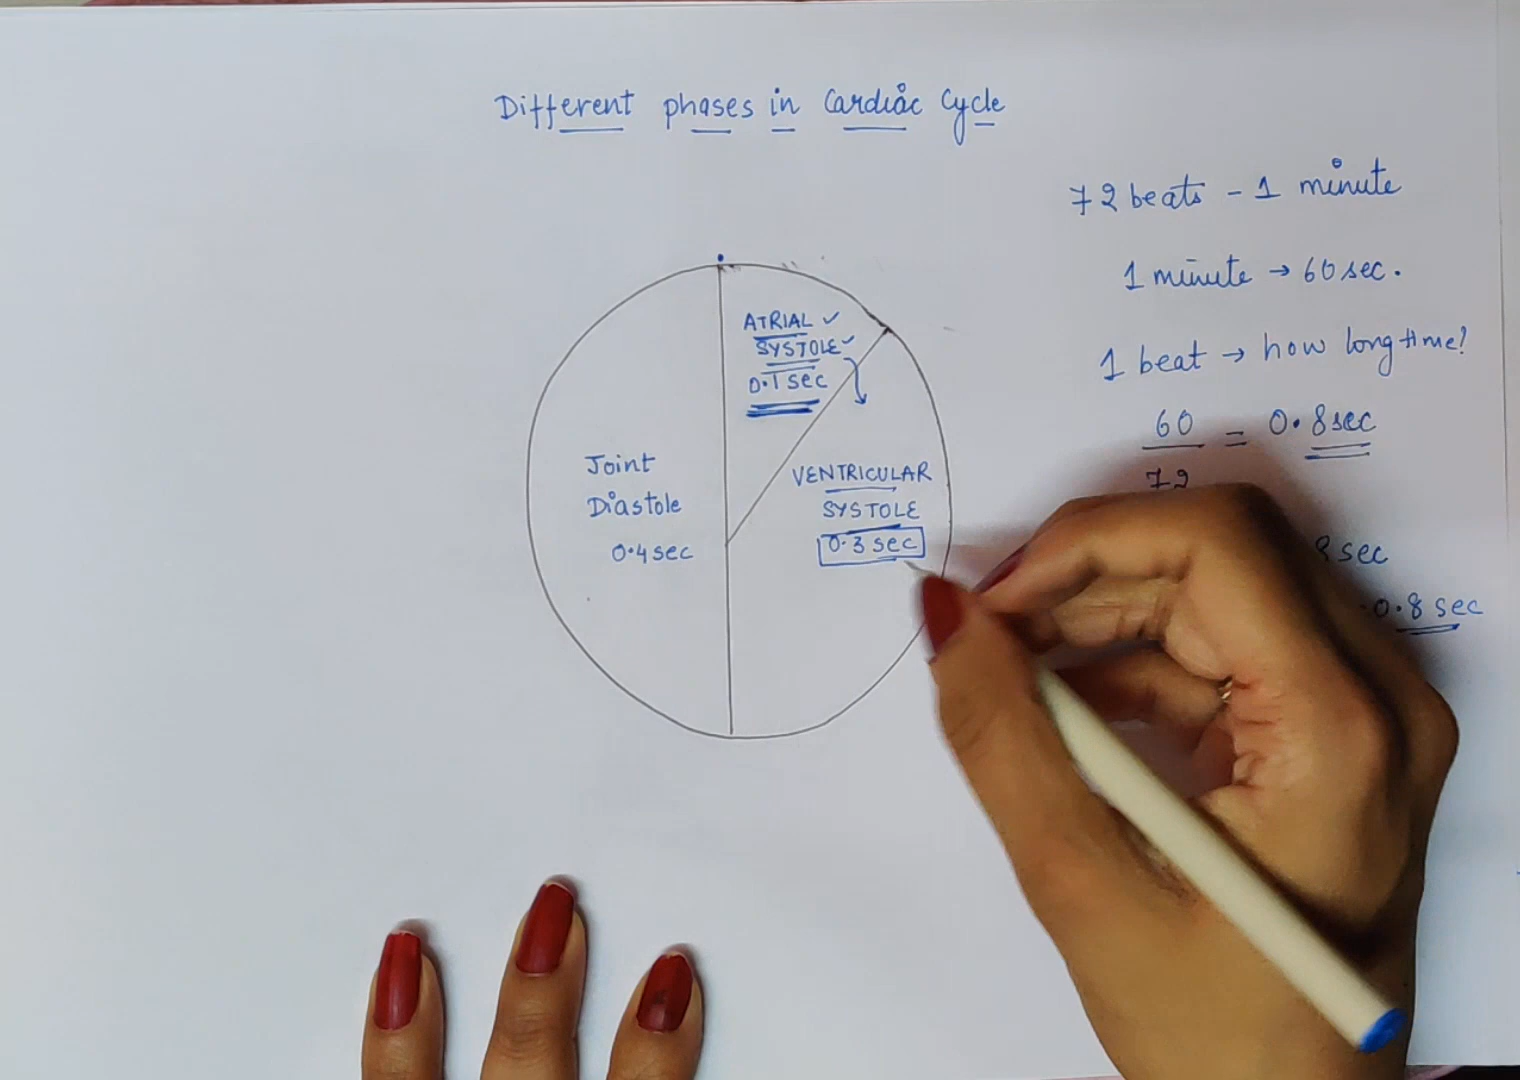 Different phases in Cardiac Cycle
72 beats - 1 minute
1 minute → 60 sec.
1 beat → how long time?
60 = 0.8sec
72
8 sec
0.8 sec
ATRIAL ✓
SYSTOLE ✓
0.1 sec
VENTRICULAR
SYSTOLE
0.3 sec
Joint
Diastole
0.4 sec